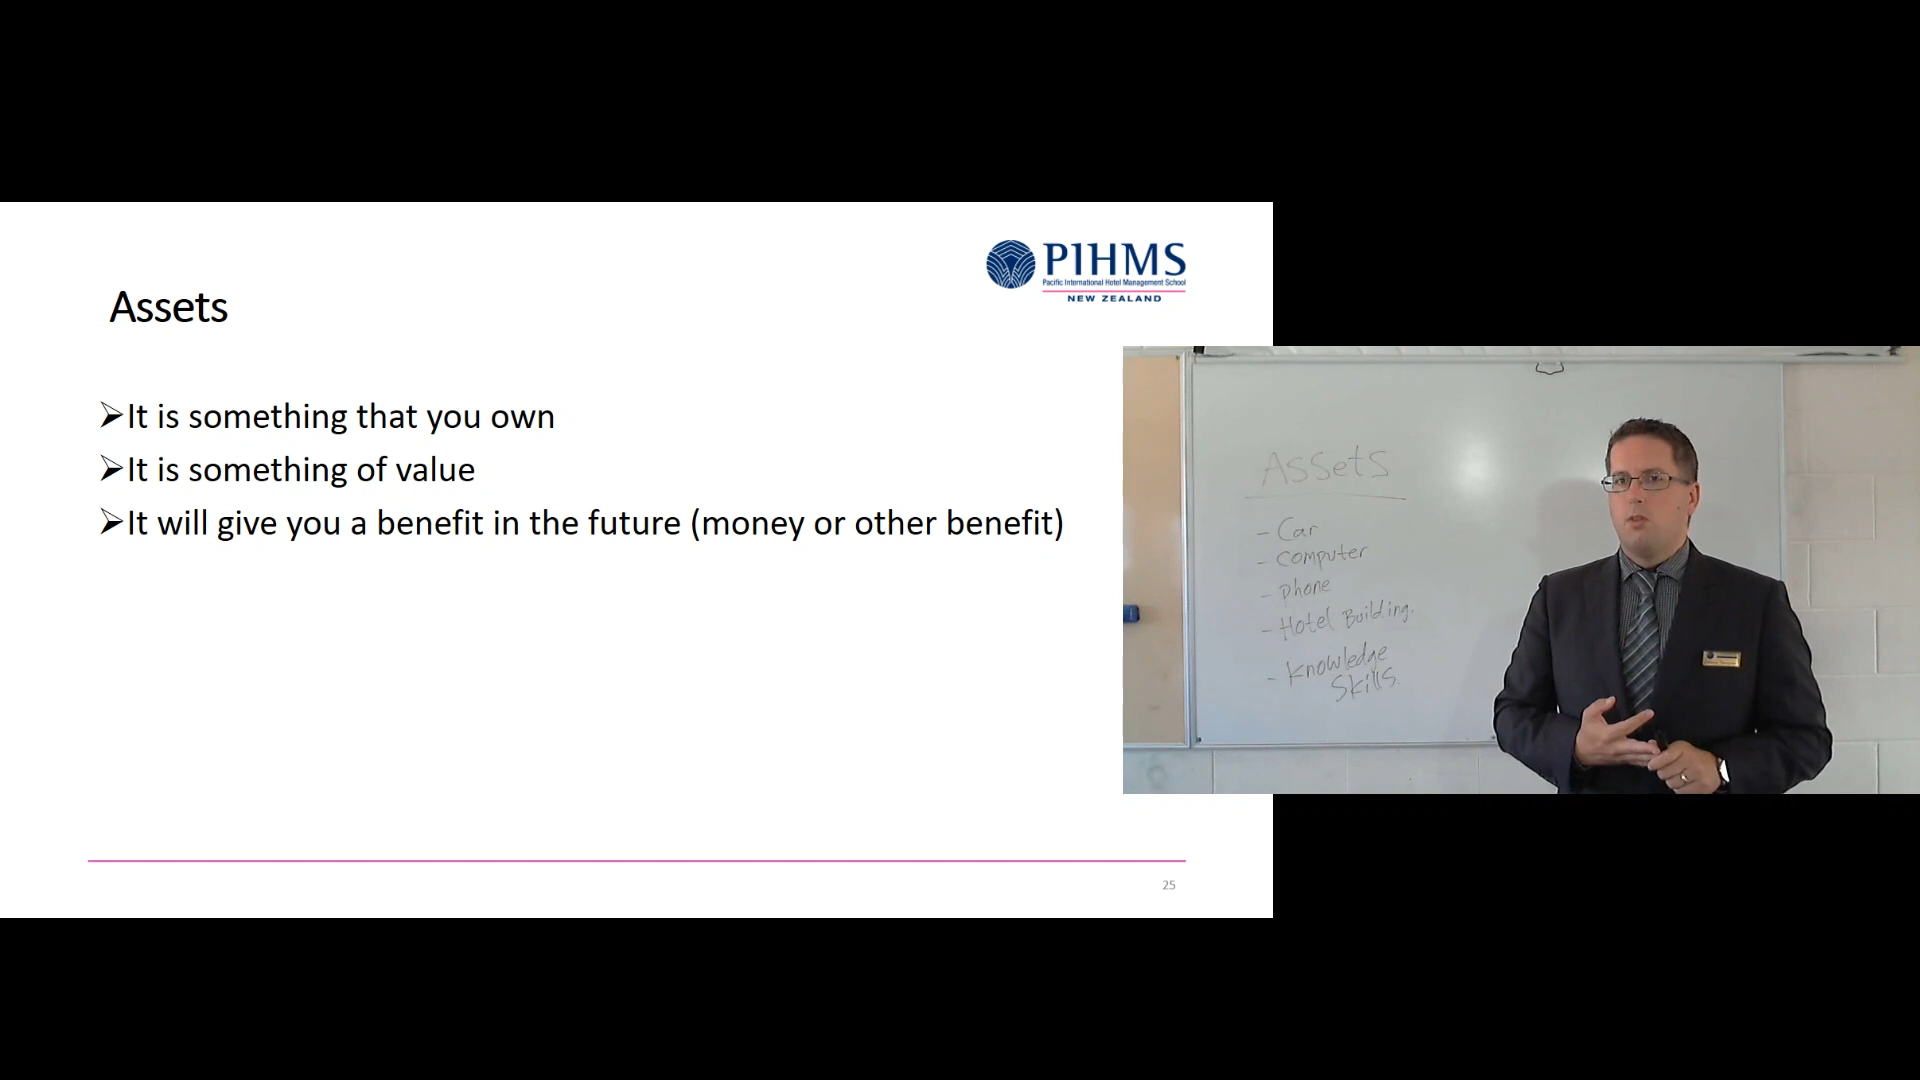 PIHMS
Pacific International Hotel Management School
NEW ZEALAND
Assets
➢It is something that you own
➢It is something of value
➢It will give you a benefit in the future (money or other benefit)
25
Assets
- Car
- Computer
- Phone
- Hotel Building.
- Knowledge
Skills.